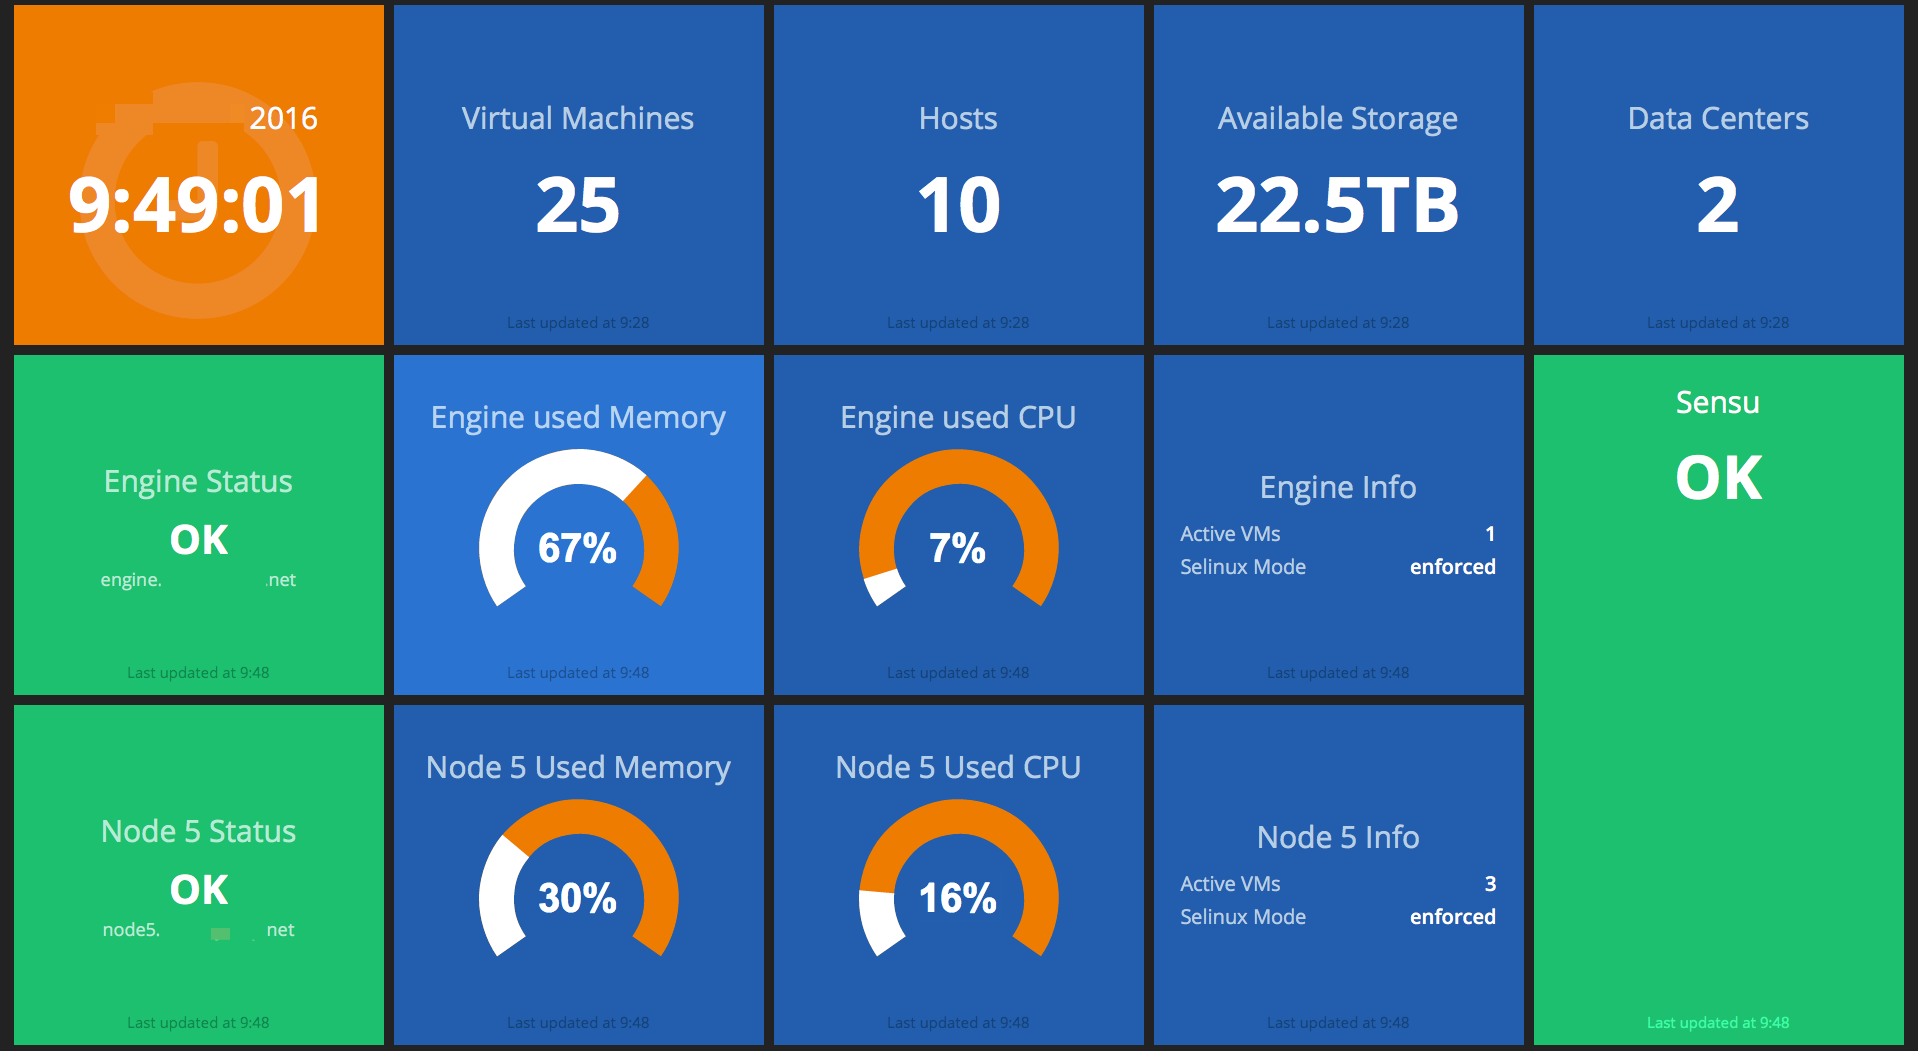 2016
9:49:01
Virtual Machines
25
Last updated at 9:28
Hosts
10
Last updated at 9:28
Available Storage
22.5TB
Last updated at 9:28
Data Centers
2
Last updated at 9:28
Engine Status
OK
engine. .net
Last updated at 9:48
Engine used Memory
67%
Last updated at 9:48
Engine used CPU
7%
Last updated at 9:48
Engine Info
Active VMs 1
Selinux Mode enforced
Last updated at 9:48
Sensu
OK
Last updated at 9:48
Node 5 Status
OK
node5. net
Last updated at 9:48
Node 5 Used Memory
30%
Last updated at 9:48
Node 5 Used CPU
16%
Last updated at 9:48
Node 5 Info
Active VMs 3
Selinux Mode enforced
Last updated at 9:48